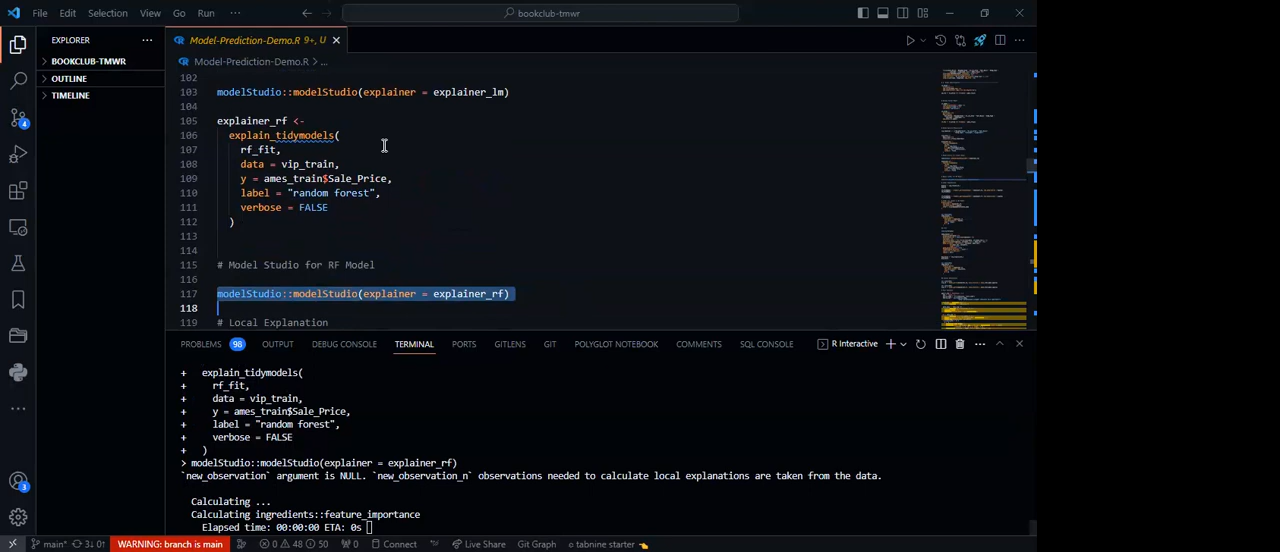 File Edit Selection View Go Run ··· bookclub-tmwr
EXPLORER ···
BOOKCLUB-TMWR
OUTLINE
TIMELINE
Model-Prediction-Demo.R 9+, U
Model-Prediction-Demo.R > ...
102
103 modelStudio::modelStudio(explainer = explainer_lm)
104
105 explainer_rf <-
106 explain_tidymodels(
107 rf_fit,
108 data = vip_train,
109 y = ames_train$Sale_Price,
110 label = "random forest",
111 verbose = FALSE
112 )
113
114
115 # Model Studio for RF Model
116
117 modelStudio::modelStudio(explainer = explainer_rf)
118
119 # Local Explanation
PROBLEMS 98 OUTPUT DEBUG CONSOLE TERMINAL PORTS GITLENS GIT POLYGLOT NOTEBOOK COMMENTS SQL CONSOLE R Interactive
+ explain_tidymodels(
+ rf_fit,
+ data = vip_train,
+ y = ames_train$Sale_Price,
+ label = "random forest",
+ verbose = FALSE
+ )
> modelStudio::modelStudio(explainer = explainer_rf)
`new_observation` argument is NULL. `new_observation_n` observations needed to calculate local explanations are taken from the data.
Calculating ...
Calculating ingredients::feature_importance
Elapsed time: 00:00:00 ETA: 0s
4
3
main* 3↓ 0↑ WARNING: branch is main 0 48 50 0 Connect Live Share Git Graph tabnine starter